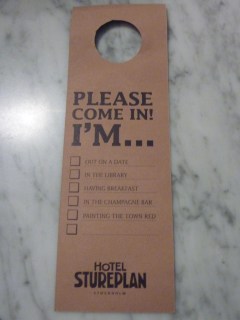 PLEASE
COME IN!
I'M...
OUT ON A DATE
IN THE LIBRARY
HAVING BREAKFAST
IN THE CHAMPAGNE BAR
PAINTING THE TOWN RED
HOTEL
STUREPLAN
STOCKHOLM